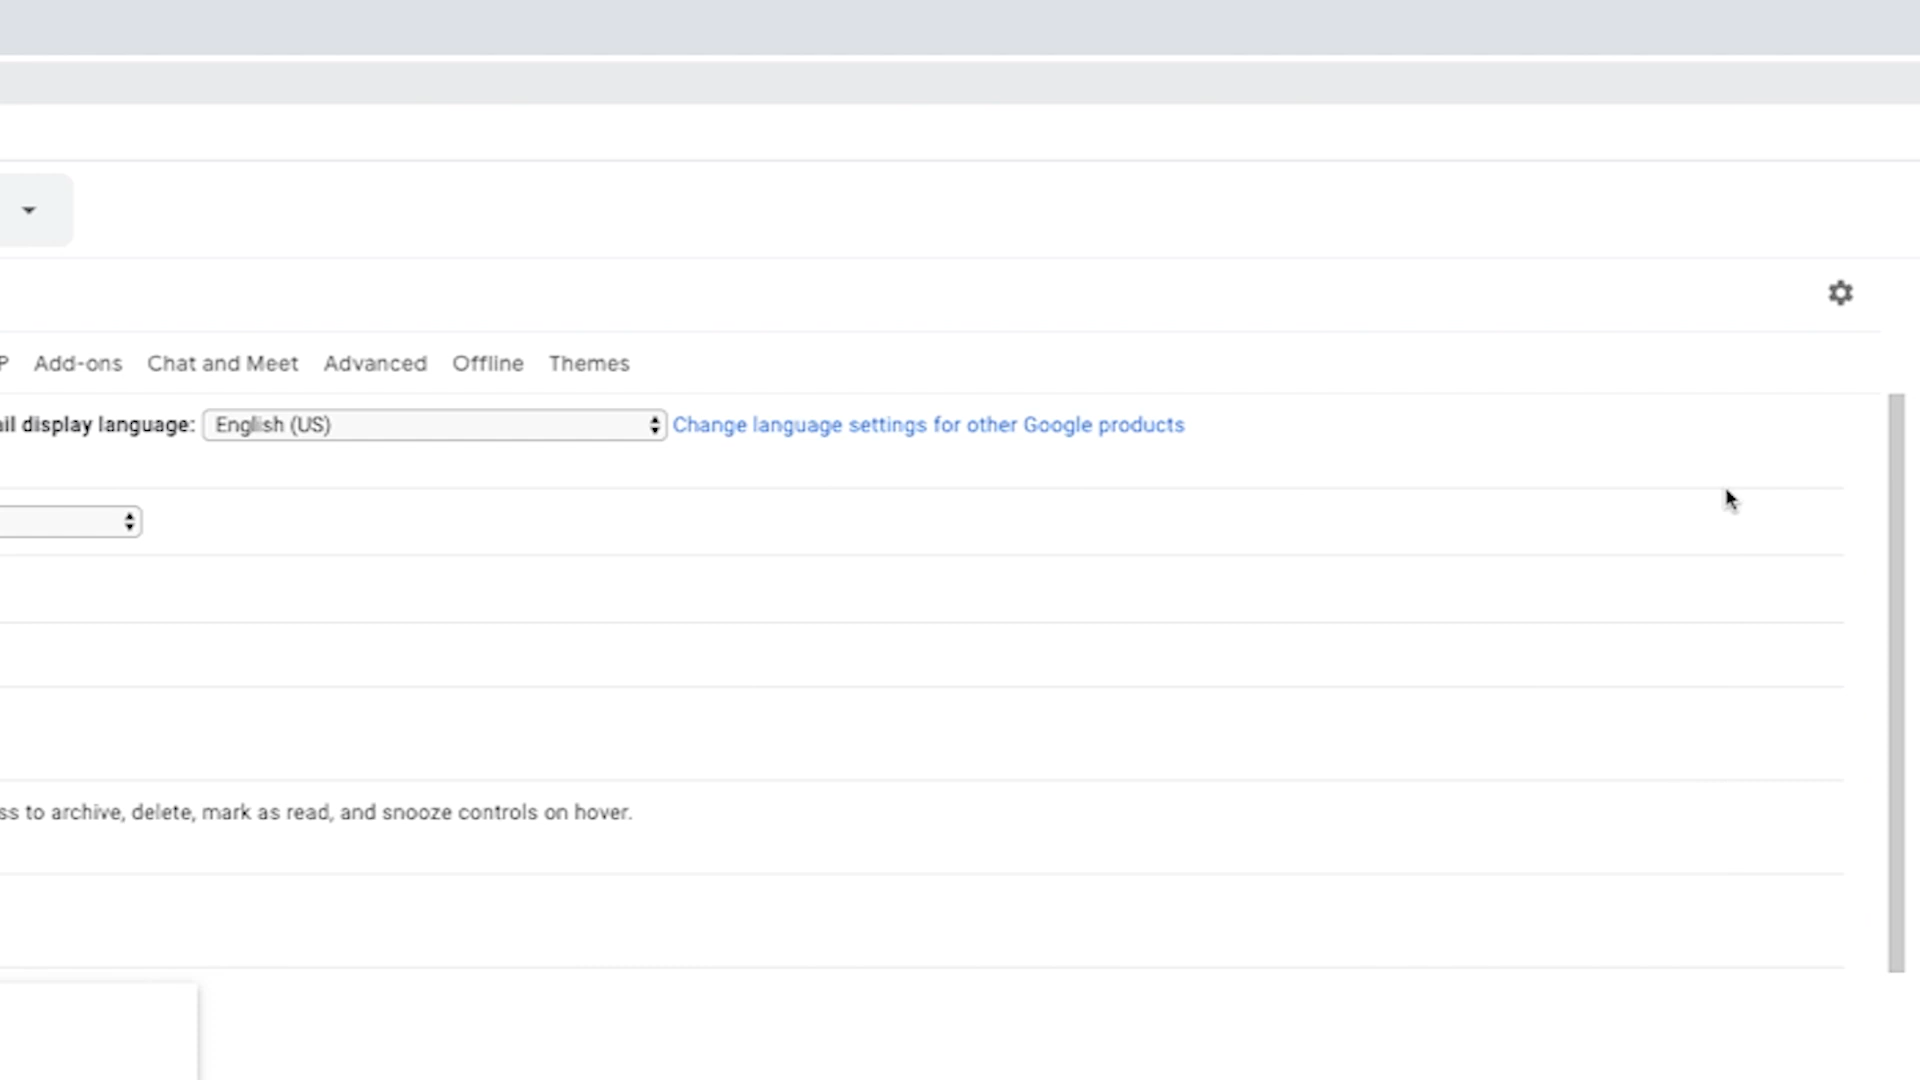 Add-ons Chat and Meet Advanced Offline Themes
display language: English (US) Change language settings for other Google products
to archive, delete, mark as read, and snooze controls on hover.